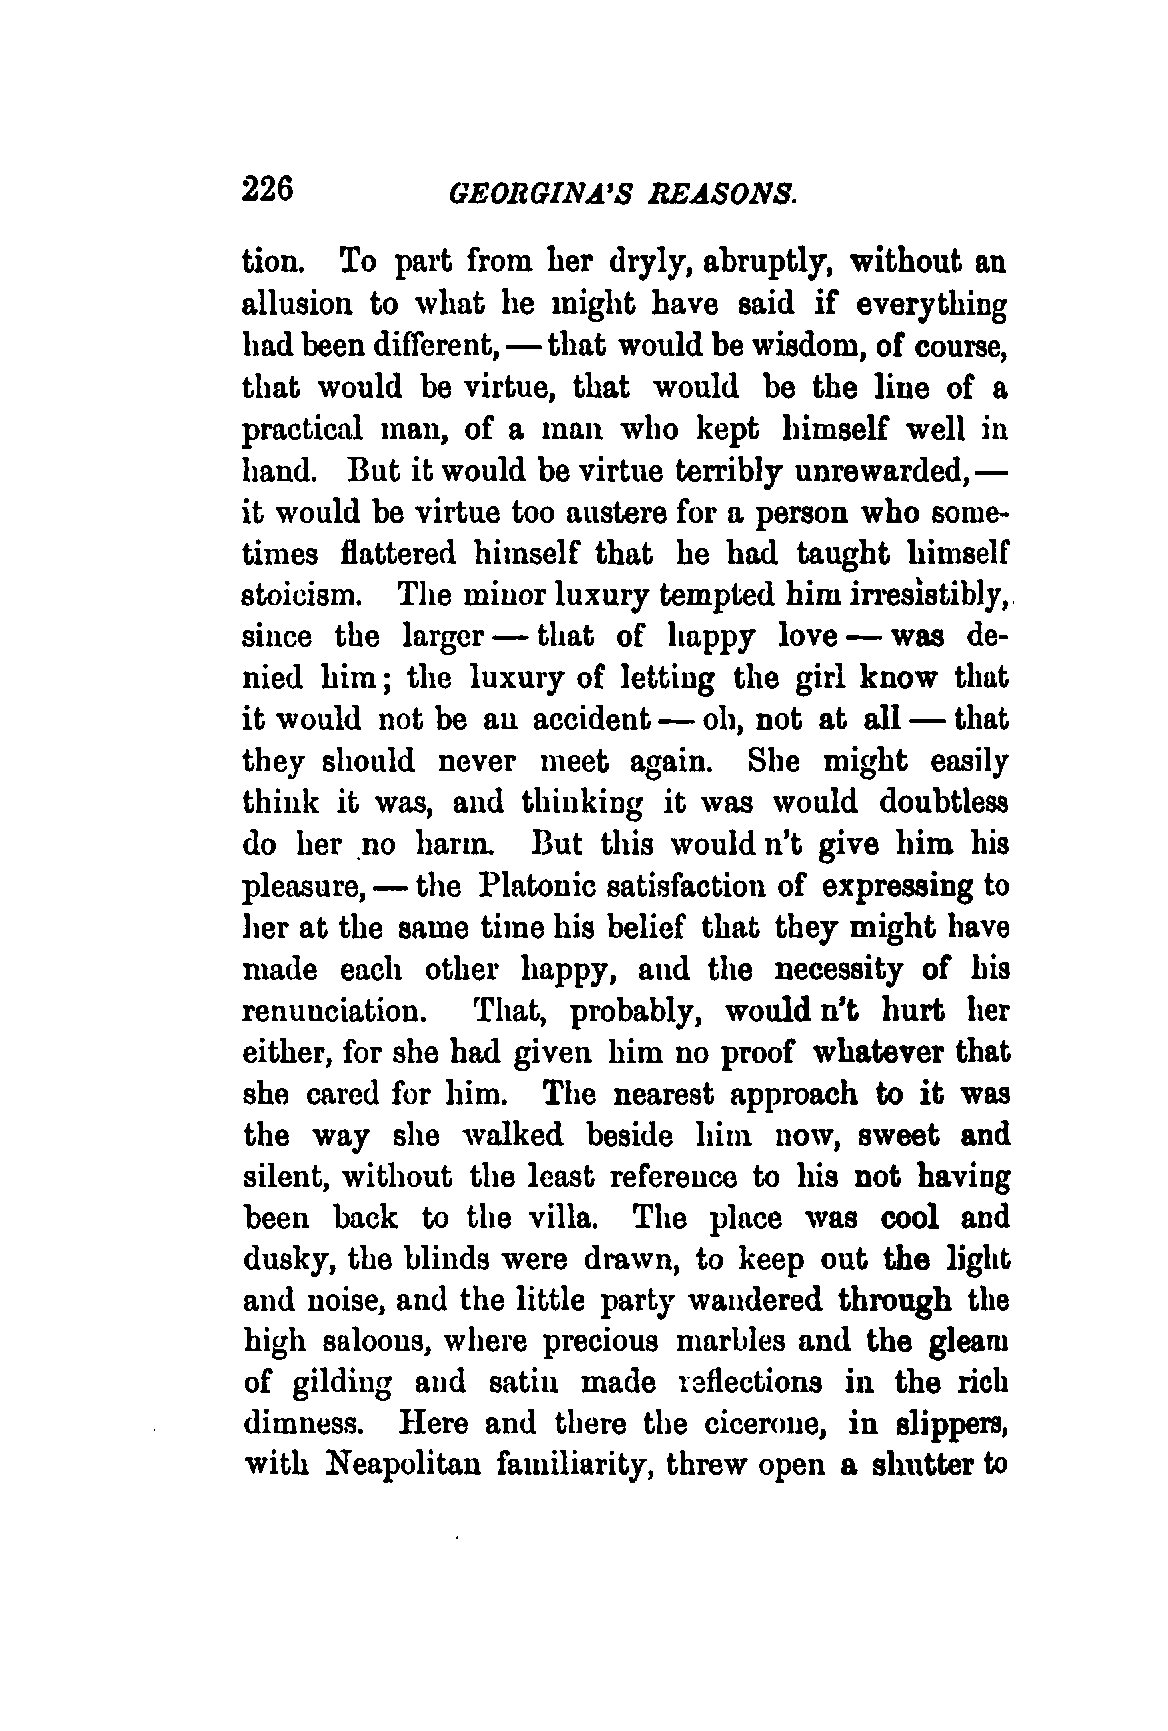 226 GEORGINA'S REASONS.
tion. To part from her dryly, abruptly, without an
allusion to what he might have said if everything
had been different,—that would be wisdom, of course,
that would be virtue, that would be the line of a
practical man, of a man who kept himself well in
hand. But it would be virtue terribly unrewarded,—
it would be virtue too austere for a person who some-
times flattered himself that he had taught himself
stoicism. The minor luxury tempted him irresistibly,
since the larger — that of happy love — was de-
nied him; the luxury of letting the girl know that
it would not be an accident — oh, not at all — that
they should never meet again. She might easily
think it was, and thinking it was would doubtless
do her no harm. But this would n't give him his
pleasure,— the Platonic satisfaction of expressing to
her at the same time his belief that they might have
made each other happy, and the necessity of his
renunciation. That, probably, would n't hurt her
either, for she had given him no proof whatever that
she cared for him. The nearest approach to it was
the way she walked beside him now, sweet and
silent, without the least reference to his not having
been back to the villa. The place was cool and
dusky, the blinds were drawn, to keep out the light
and noise, and the little party wandered through the
high saloons, where precious marbles and the gleam
of gilding and satin made reflections in the rich
dimness. Here and there the cicerone, in slippers,
with Neapolitan familiarity, threw open a shutter to